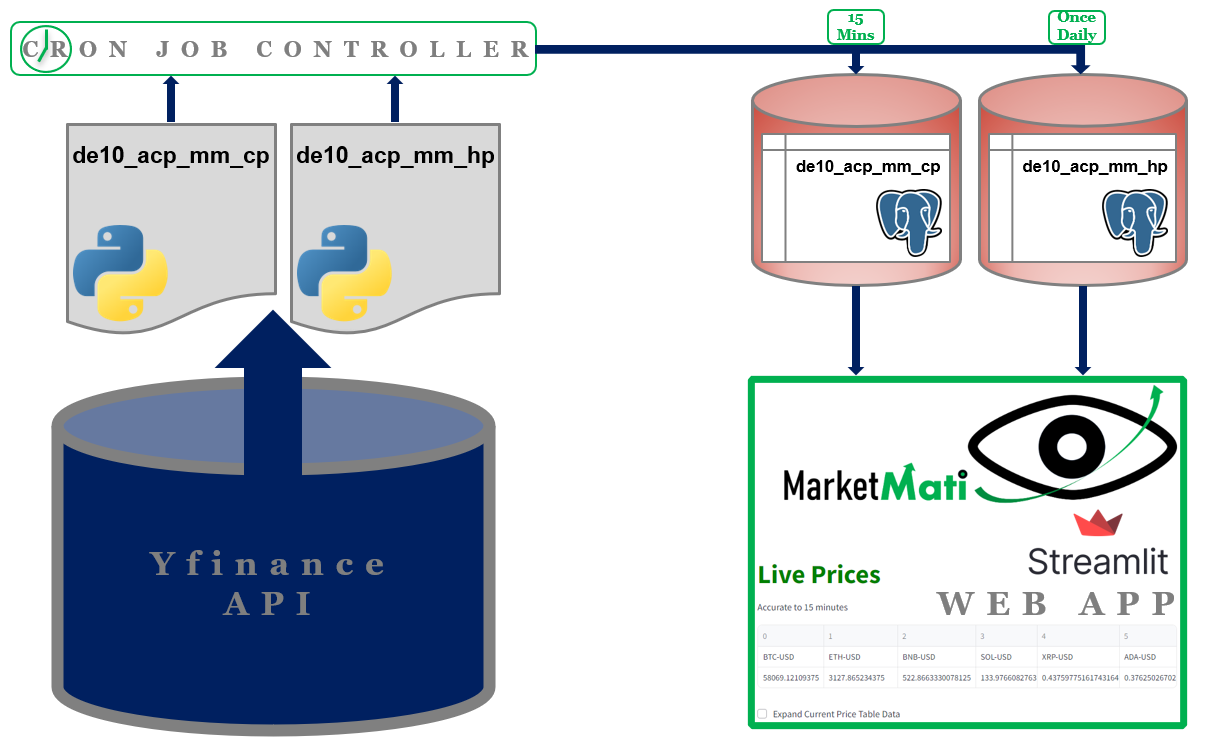 CRON JOB CONTROLLER
15
Mins
Once
Daily
de10_acp_mm_cp
de10_acp_mm_hp
de10_acp_mm_cp
de10_acp_mm_hp
Yfinance
API
MarketMati
Streamlit
WEB APP
Live Prices
Accurate to 15 minutes
0 1 2 3 4 5
BTC-USD ETH-USD BNB-USD SOL-USD XRP-USD ADA-USD
58069.12109375 3127.865234375 522.8663330078125 133.9766082763 0.43759775161743164 0.37625026702
Expand Current Price Table Data